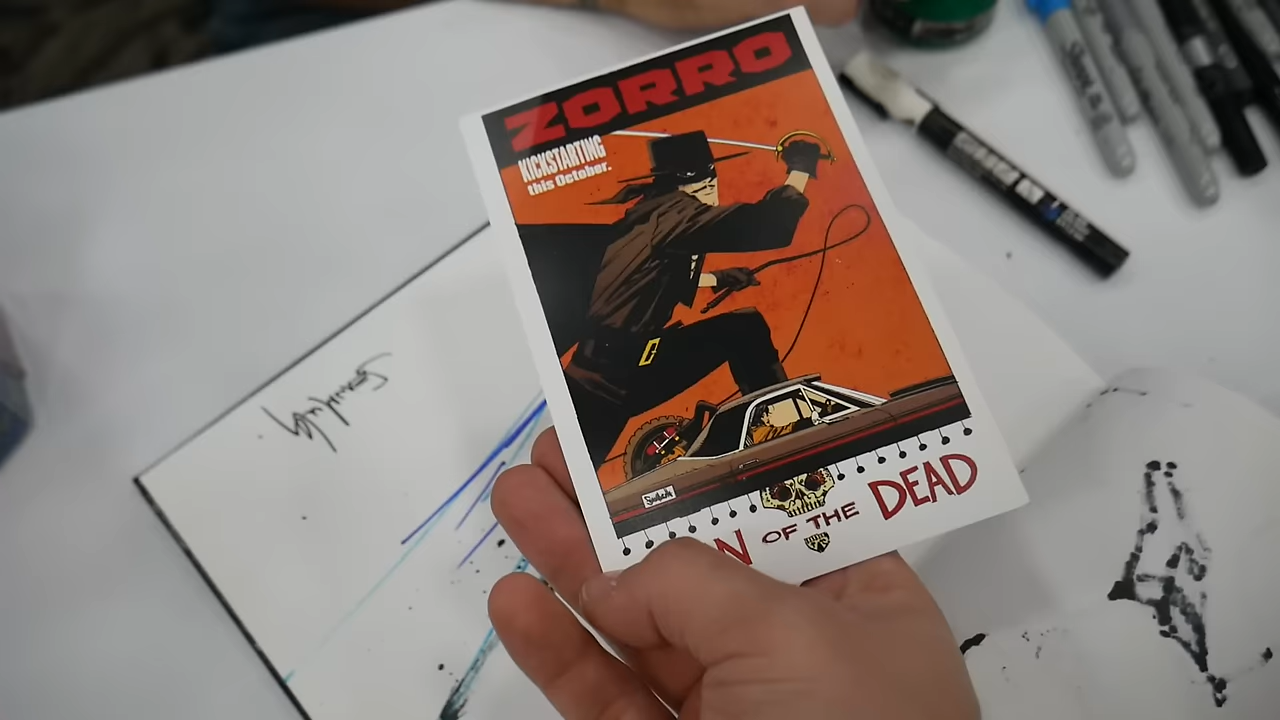 ZORRO
KICKSTARTING
this October.
N OF THE DEAD